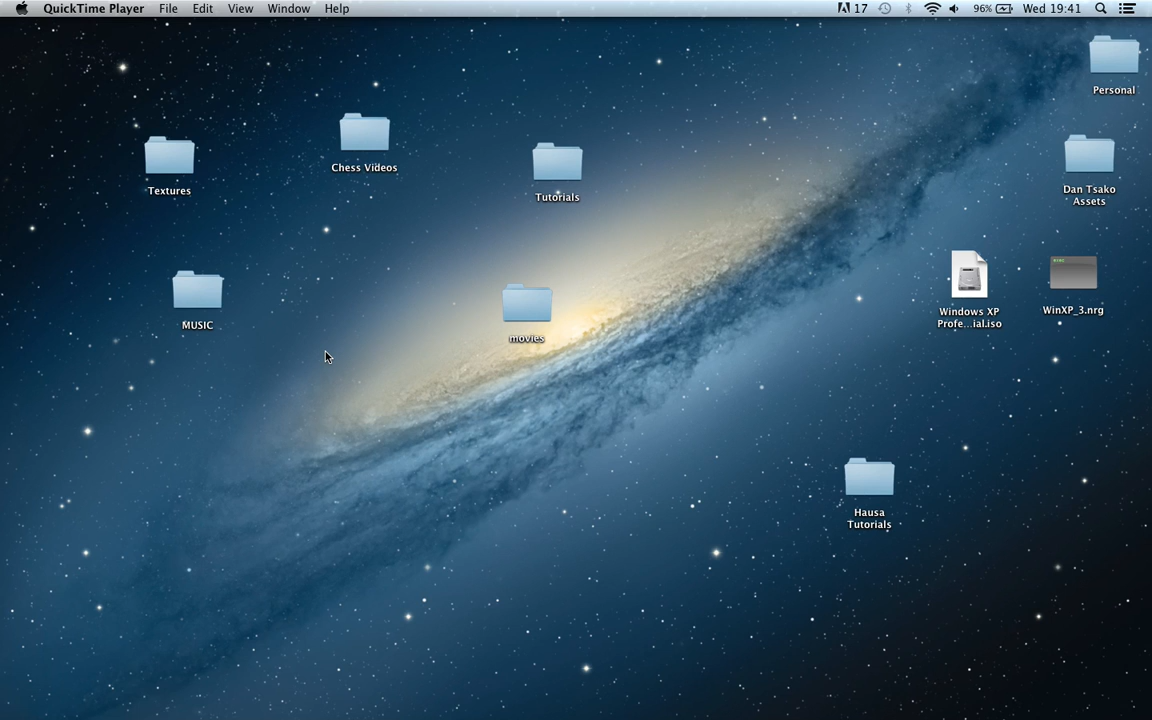 QuickTime Player File Edit View Window Help 17 96% Wed 19:41
Personal
Chess Videos
Textures
Tutorials
Dan Tsako
Assets
Windows XP
Profe...ial.iso
WinXP_3.nrg
MUSIC
movies
Hausa
Tutorials